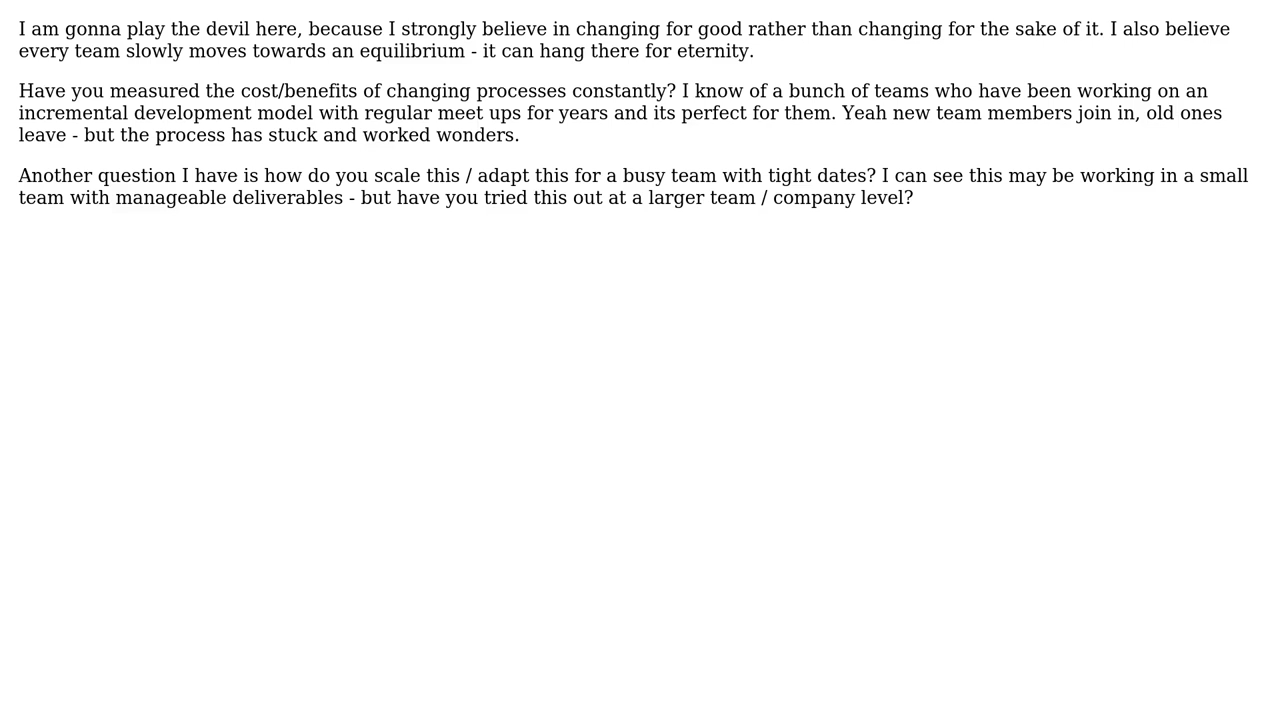 I am gonna play the devil here, because I strongly believe in changing for good rather than changing for the sake of it. I also believe
every team slowly moves towards an equilibrium - it can hang there for eternity.
Have you measured the cost/benefits of changing processes constantly? I know of a bunch of teams who have been working on an
incremental development model with regular meet ups for years and its perfect for them. Yeah new team members join in, old ones
leave - but the process has stuck and worked wonders.
Another question I have is how do you scale this / adapt this for a busy team with tight dates? I can see this may be working in a small
team with manageable deliverables - but have you tried this out at a larger team / company level?